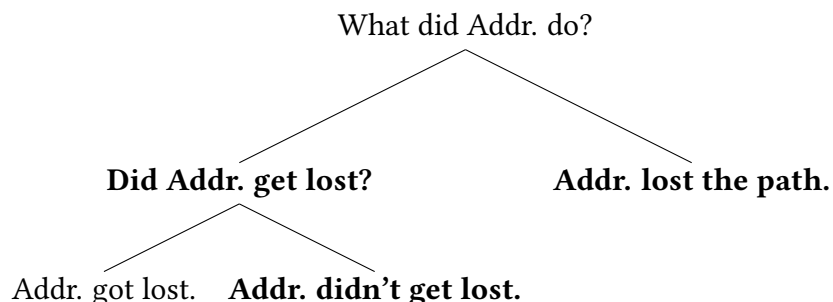 What did Addr. do?
Did Addr. get lost? Addr. lost the path.
Addr. got lost. Addr. didn't get lost.